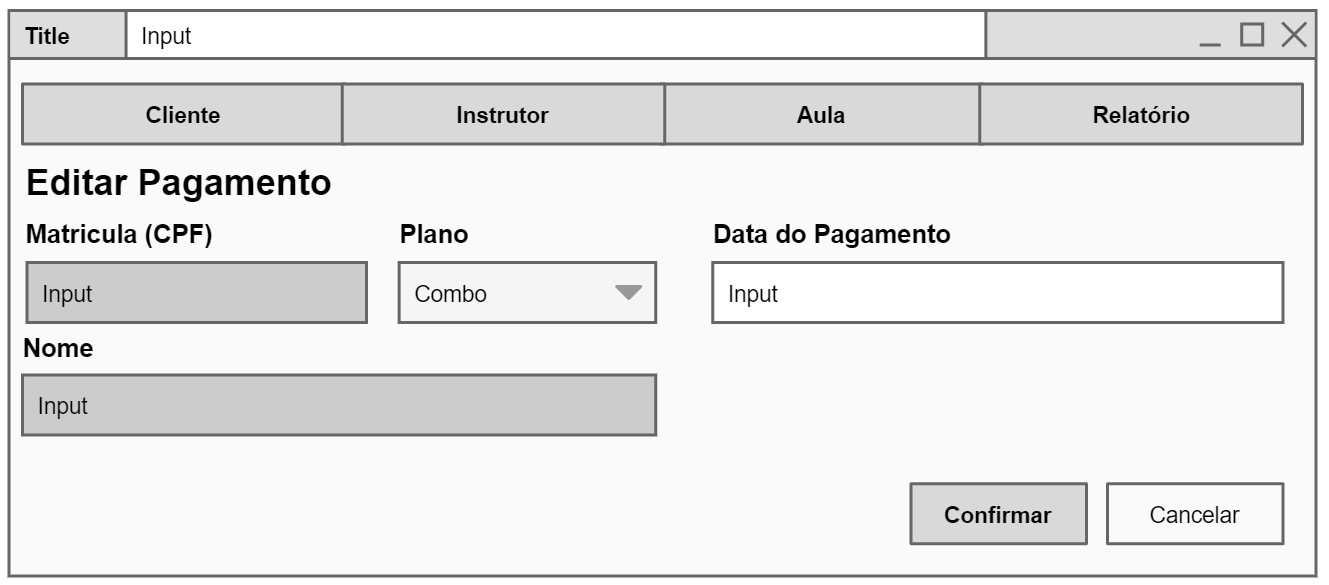 Title Input
Cliente Instrutor Aula Relatório
Editar Pagamento
Matricula (CPF) Plano Data do Pagamento
Input Combo Input
Nome
Input
Confirmar Cancelar